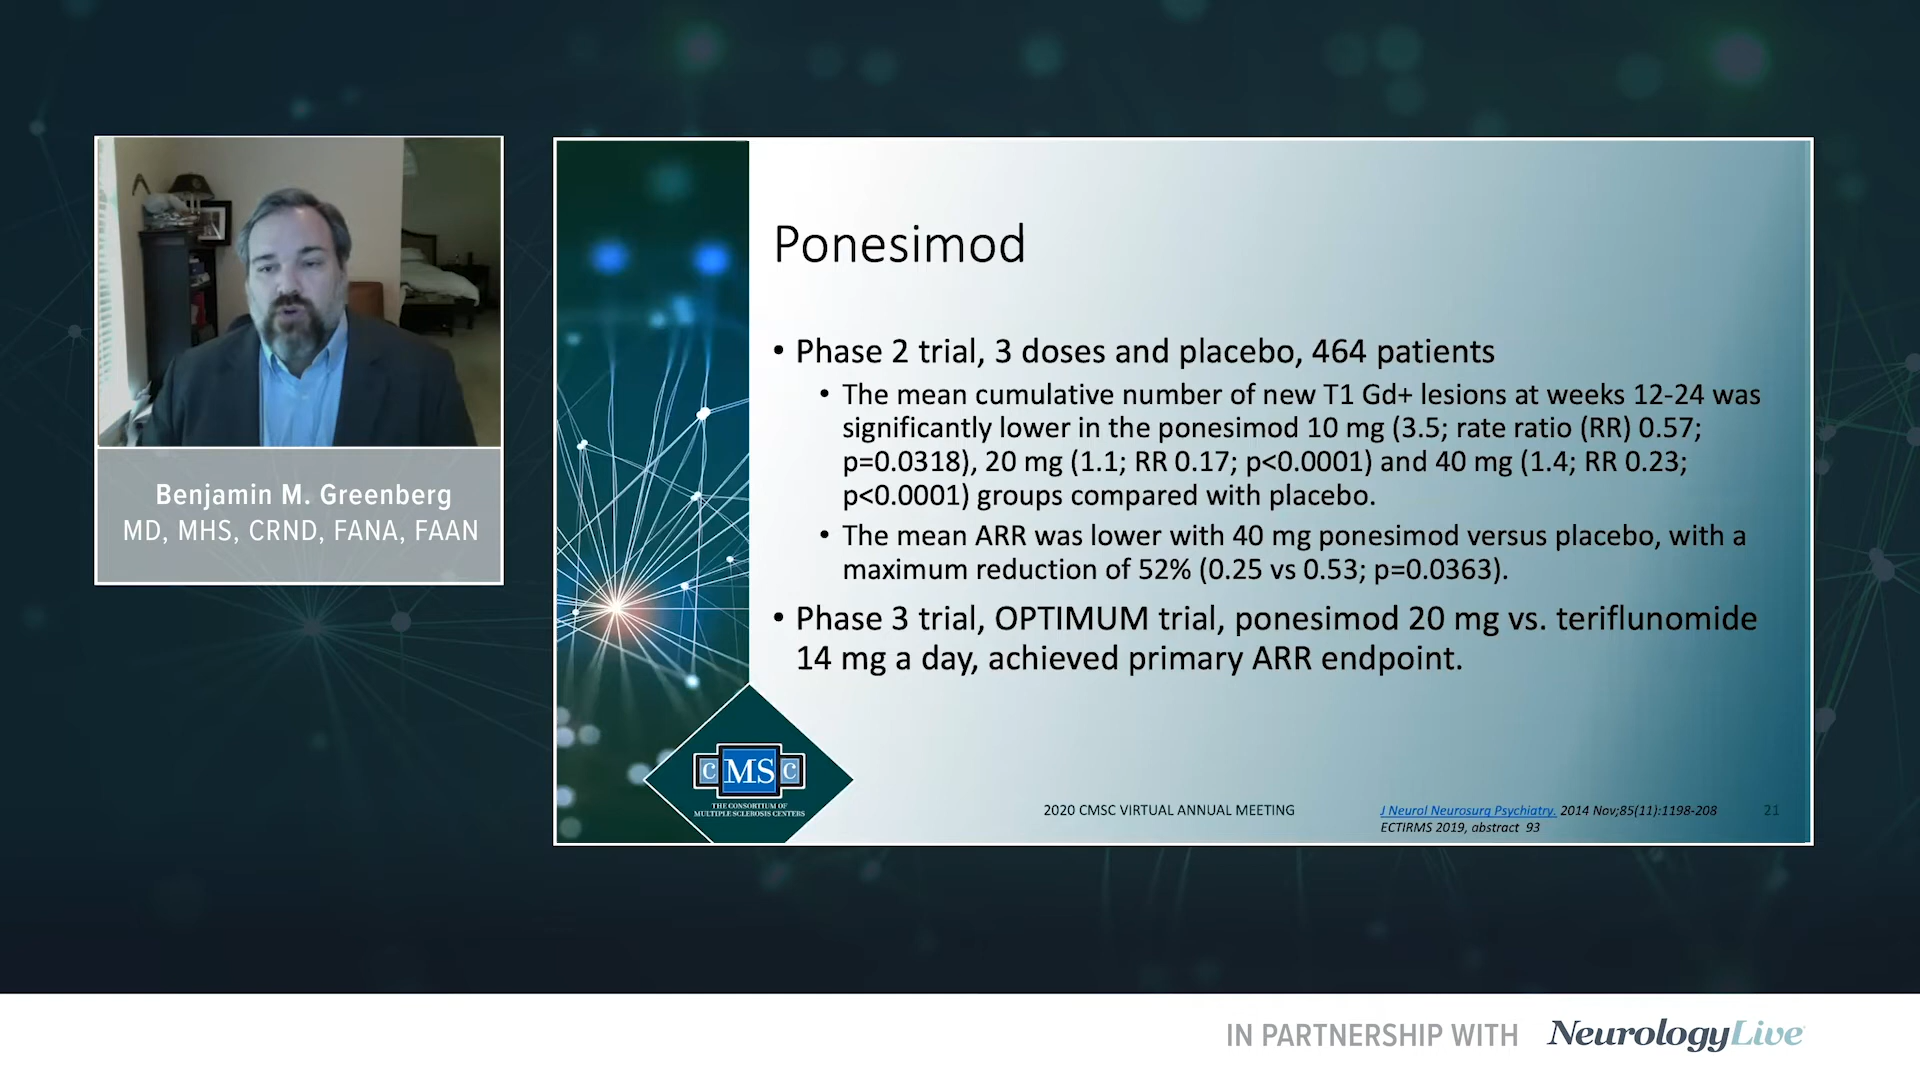 Benjamin M. Greenberg
MD, MHS, CRND, FANA, FAAN
Ponesimod
• Phase 2 trial, 3 doses and placebo, 464 patients
• The mean cumulative number of new T1 Gd+ lesions at weeks 12-24 was
significantly lower in the ponesimod 10 mg (3.5; rate ratio (RR) 0.57;
p=0.0318), 20 mg (1.1; RR 0.17; p<0.0001) and 40 mg (1.4; RR 0.23;
p<0.0001) groups compared with placebo.
• The mean ARR was lower with 40 mg ponesimod versus placebo, with a
maximum reduction of 52% (0.25 vs 0.53; p=0.0363).
• Phase 3 trial, OPTIMUM trial, ponesimod 20 mg vs. teriflunomide
14 mg a day, achieved primary ARR endpoint.
C MS C
THE CONSORTIUM OF
MULTIPLE SCLEROSIS CENTERS
2020 CMSC VIRTUAL ANNUAL MEETING
J Neurol Neurosurg Psychiatry. 2014 Nov;85(11):1198-208
ECTIRMS 2019, abstract 93
21
IN PARTNERSHIP WITH NeurologyLive